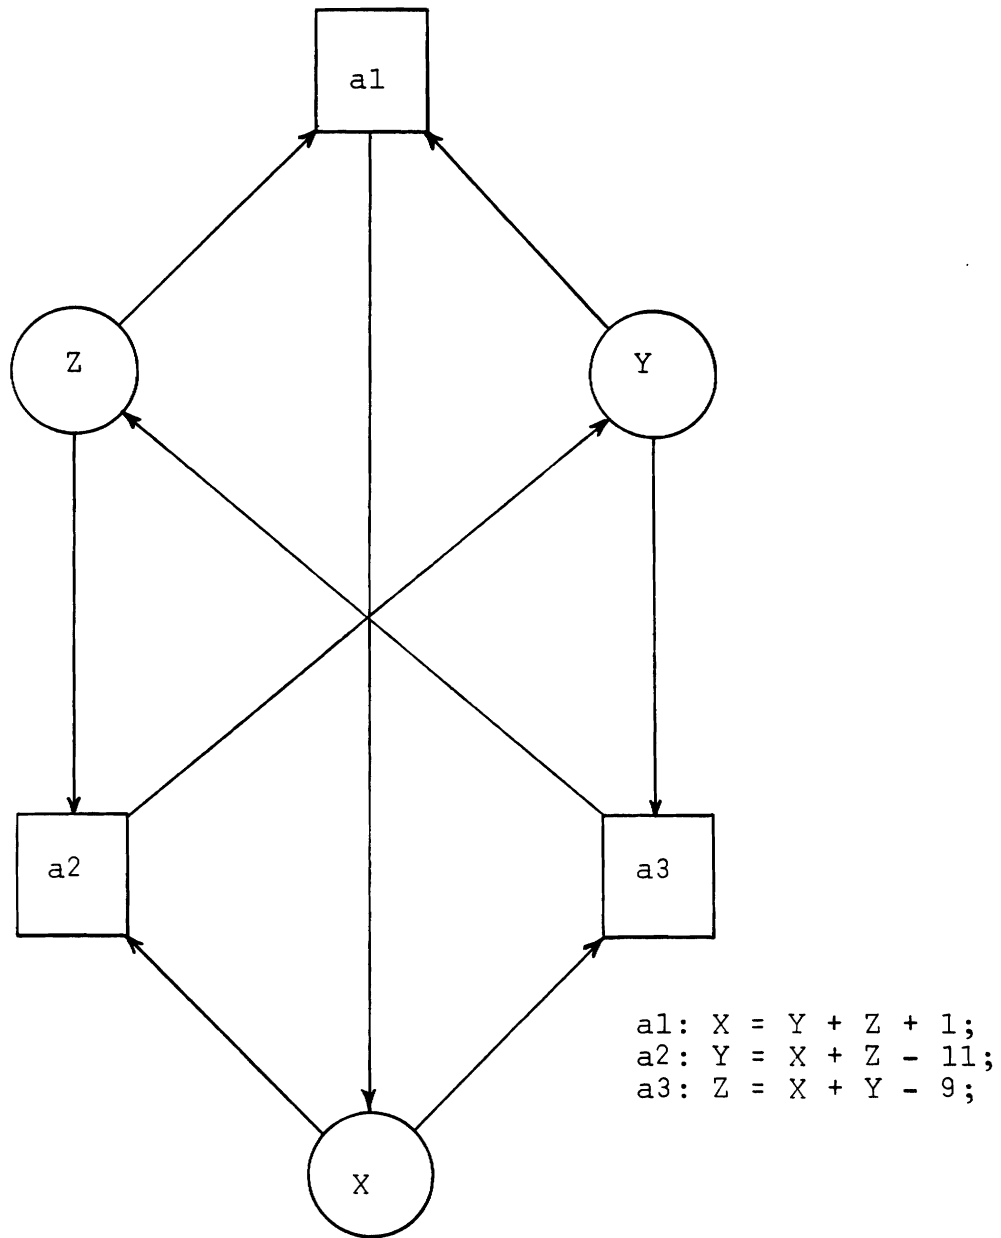 a1
Z
Y
a2
a3
a1: X = Y + Z + 1;
a2: Y = X + Z - 11;
a3: Z = X + Y - 9;
X